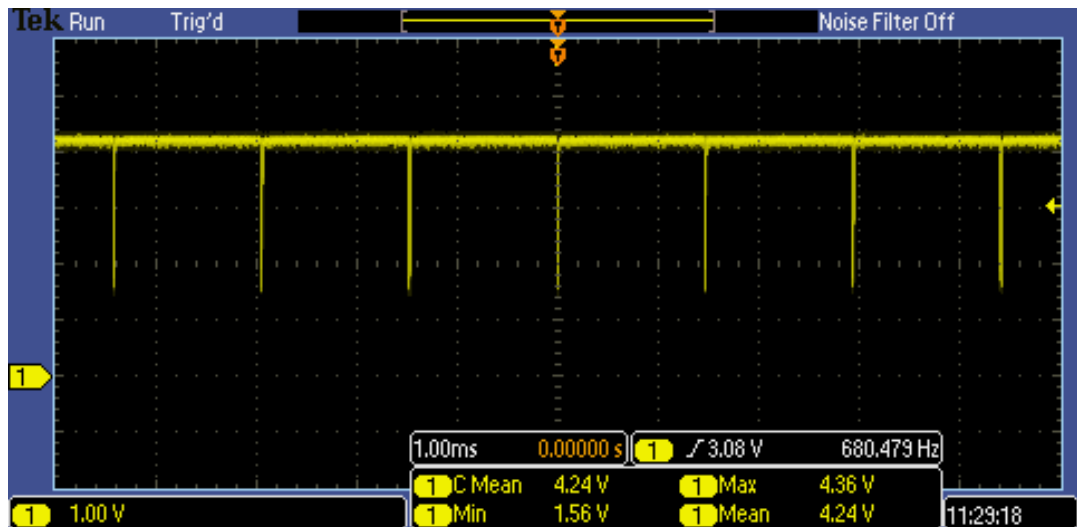 Tek Run Trig'd Noise Filter Off
T
T
1
1.00ms 0.00000 s 1 3.08 V 680.479 Hz
1 C Mean 4.24 V 1 Max 4.36 V
1 1.00 V 1 Min 1.56 V 1 Mean 4.24 V 11:29:18